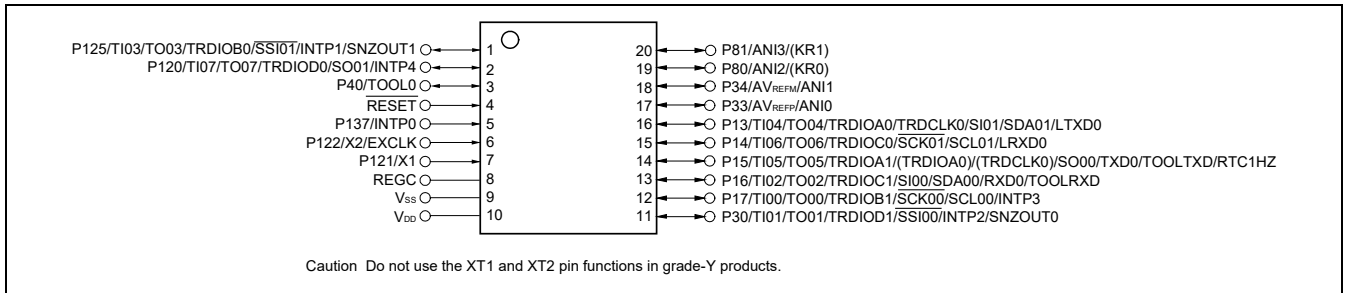 P125/TI03/TO03/TRDIOB0/SSI01/INTP1/SNZOUT1 1
P120/TI07/TO07/TRDIOD0/SO01/INTP4 2
P40/TOOL0 3
RESET 4
P137/INTP0 5
P122/X2/EXCLK 6
P121/X1 7
REGC 8
VSS 9
VDD 10
20 P81/ANI3/(KR1)
19 P80/ANI2/(KR0)
18 P34/AVREFM/ANI1
17 P33/AVREFP/ANI0
16 P13/TI04/TO04/TRDIOA0/TRDCLK0/SI01/SDA01/LTXD0
15 P14/TI06/TO06/TRDIOC0/SCK01/SCL01/LRXD0
14 P15/TI05/TO05/TRDIOA1/(TRDIOA0)/(TRDCLK0)/SO00/TXD0/TOOLTXD/RTC1HZ
13 P16/TI02/TO02/TRDIOC1/SI00/SDA00/RXD0/TOOLRXD
12 P17/TI00/TO00/TRDIOB1/SCK00/SCL00/INTP3
11 P30/TI01/TO01/TRDIOD1/SSI00/INTP2/SNZOUT0
Caution Do not use the XT1 and XT2 pin functions in grade-Y products.